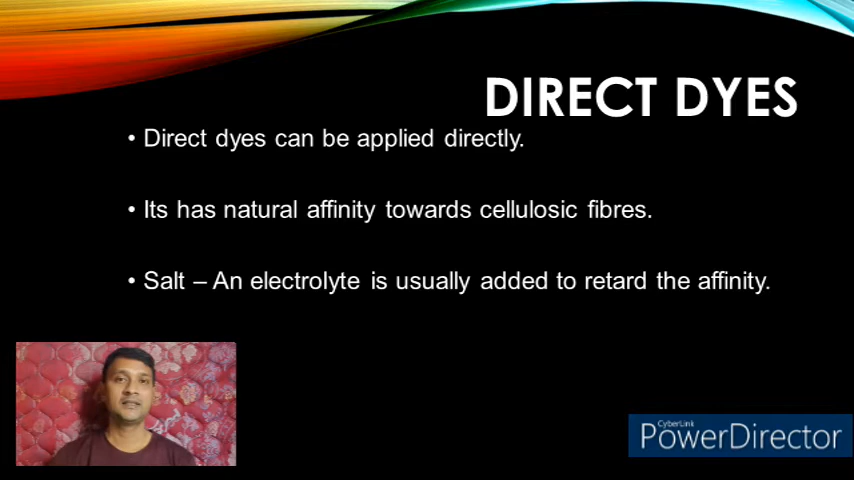 DIRECT DYES
• Direct dyes can be applied directly.
• Its has natural affinity towards cellulosic fibres.
• Salt – An electrolyte is usually added to retard the affinity.
CyberLink
PowerDirector